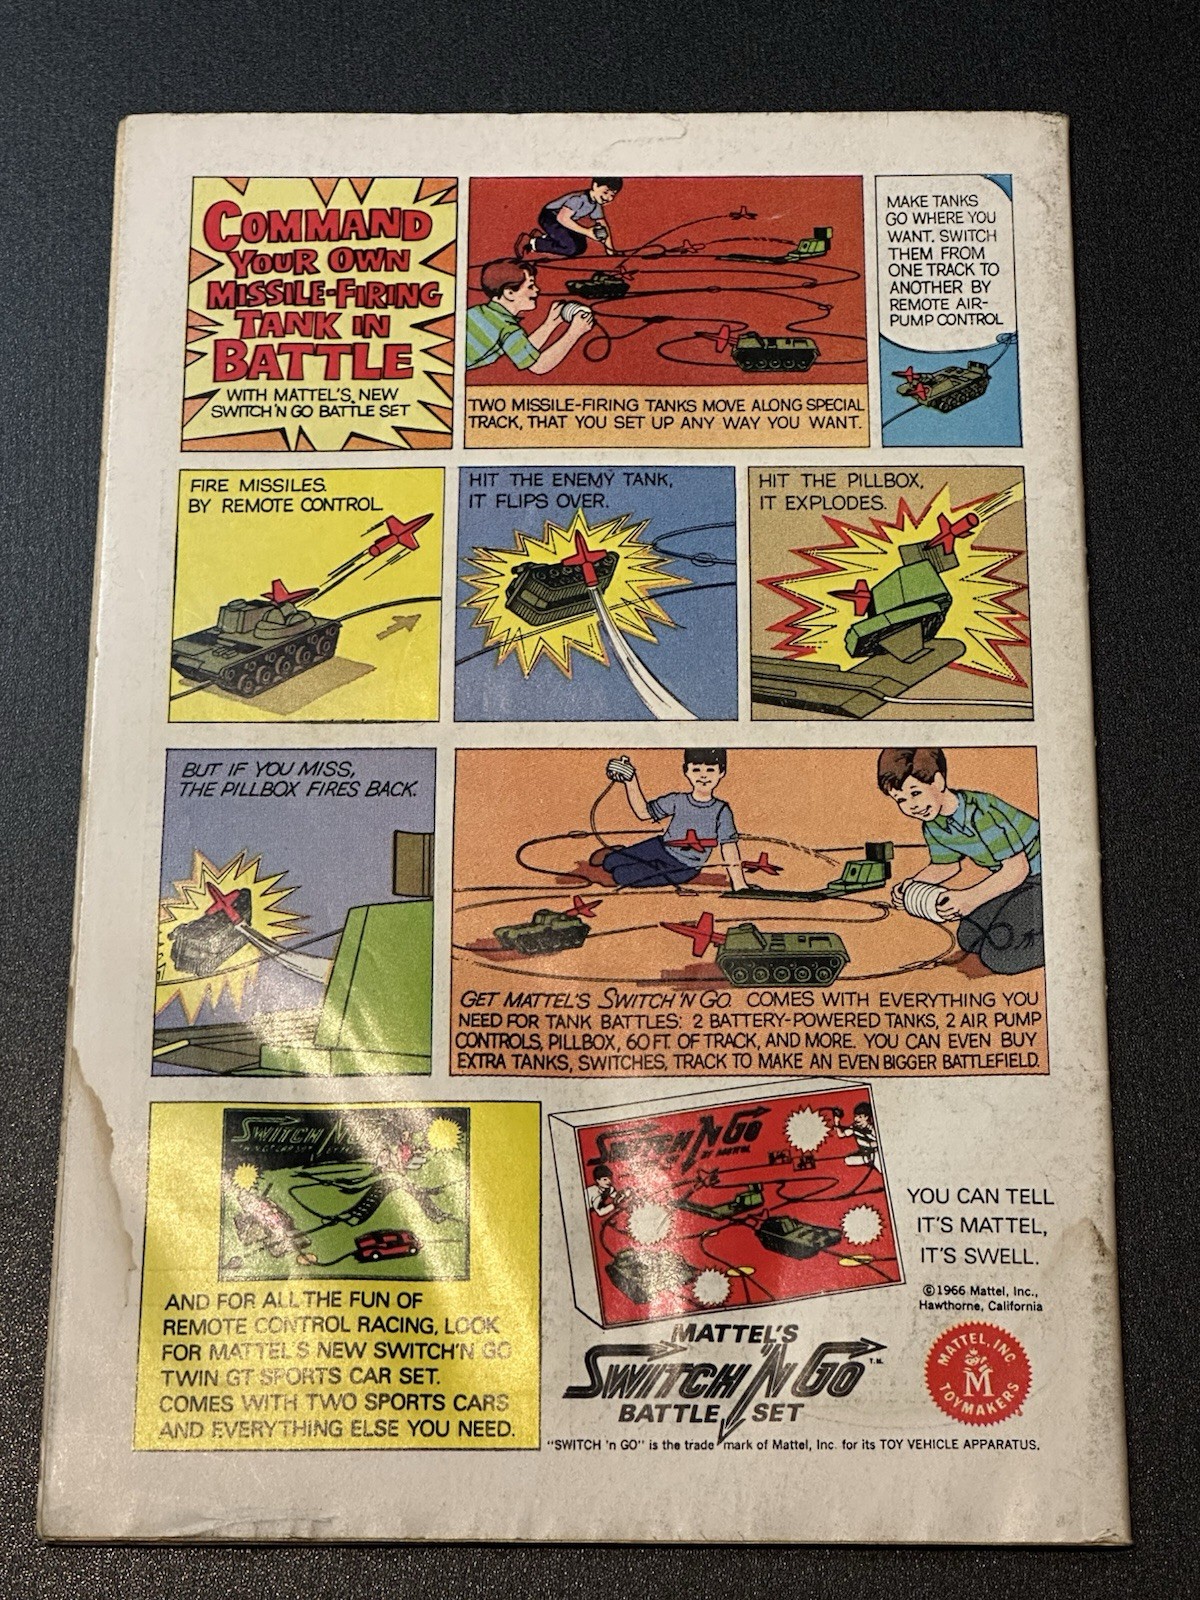 COMMAND
YOUR OWN
MISSILE-FIRING
TANK IN
BATTLE
WITH MATTEL'S NEW
SWITCH 'N GO BATTLE SET
TWO MISSILE-FIRING TANKS MOVE ALONG SPECIAL
TRACK, THAT YOU SET UP ANY WAY YOU WANT.
MAKE TANKS
GO WHERE YOU
WANT. SWITCH
THEM FROM
ONE TRACK TO
ANOTHER BY
REMOTE AIR-
PUMP CONTROL
FIRE MISSILES.
BY REMOTE CONTROL.
HIT THE ENEMY TANK,
IT FLIPS OVER.
HIT THE PILLBOX,
IT EXPLODES.
BUT IF YOU MISS,
THE PILLBOX FIRES BACK.
GET MATTEL'S SWITCH 'N GO. COMES WITH EVERYTHING YOU
NEED FOR TANK BATTLES: 2 BATTERY-POWERED TANKS, 2 AIR PUMP
CONTROLS, PILLBOX, 60 FT. OF TRACK, AND MORE. YOU CAN EVEN BUY
EXTRA TANKS, SWITCHES, TRACK TO MAKE AN EVEN BIGGER BATTLEFIELD.
SWITCH 'N GO
AND FOR ALL THE FUN OF
REMOTE CONTROL RACING, LOOK
FOR MATTEL'S NEW SWITCH 'N GO
TWIN GT SPORTS CAR SET.
COMES WITH TWO SPORTS CARS
AND EVERYTHING ELSE YOU NEED.
SWITCH 'N GO
BY MATTEL
YOU CAN TELL
IT'S MATTEL,
IT'S SWELL.
©1966 Mattel, Inc.,
Hawthorne, California
MATTEL'S
SWITCH 'N GO T.M.
BATTLE SET
MATTEL, INC.
M
TOYMAKERS
"SWITCH 'n GO" is the trade mark of Mattel, Inc. for its TOY VEHICLE APPARATUS.